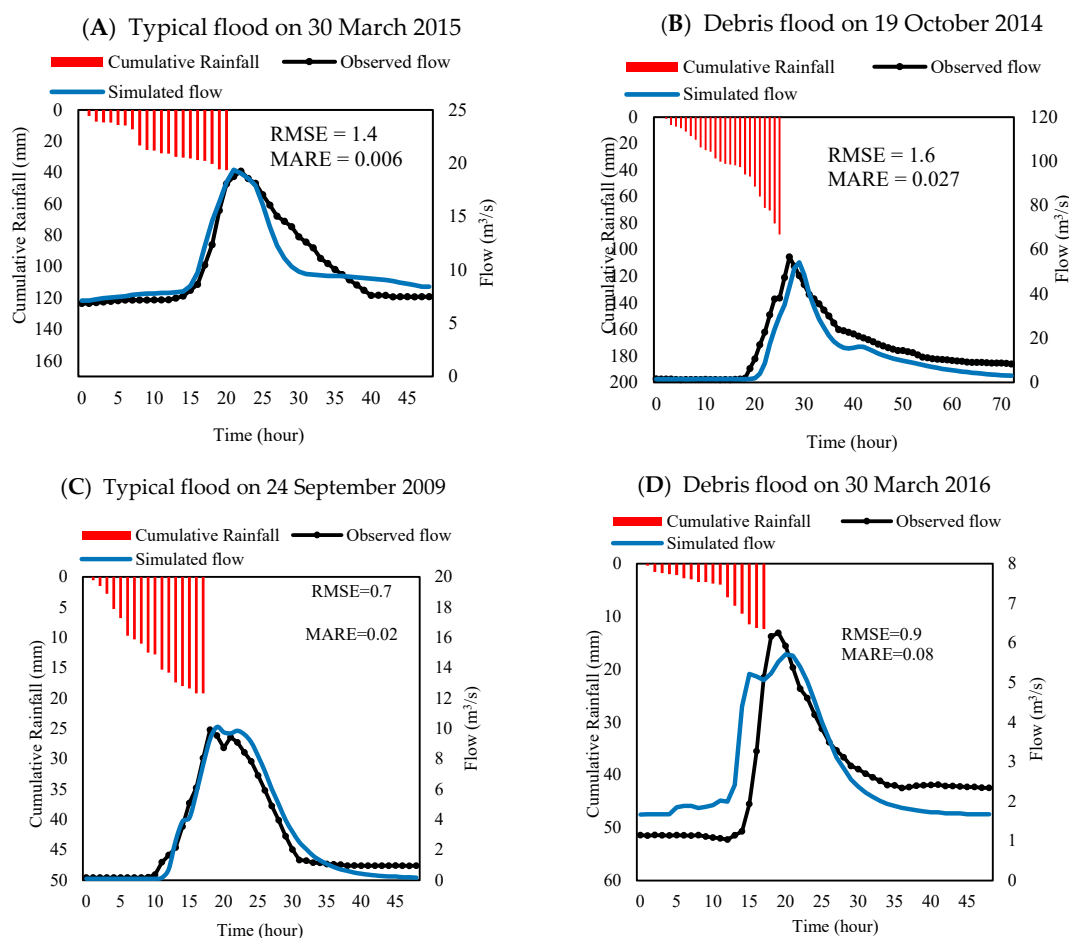 (A) Typical flood on 30 March 2015
Cumulative Rainfall
Observed flow
Simulated flow
RMSE = 1.4
MARE = 0.006
Cumulative Rainfall (mm)
0
20
40
60
80
100
120
140
160
Flow (m³/s)
25
20
15
10
5
0
0 5 10 15 20 25 30 35 40 45
Time (hour)
(B) Debris flood on 19 October 2014
Cumulative Rainfall
Observed flow
Simulated flow
RMSE = 1.6
MARE = 0.027
Cumulative Rainfall (mm)
0
20
40
60
80
100
120
140
160
180
200
Flow (m³/s)
120
100
80
60
40
20
0
0 10 20 30 40 50 60 70
Time (hour)
(C) Typical flood on 24 September 2009
Cumulative Rainfall
Observed flow
Simulated flow
RMSE=0.7
MARE=0.02
Cumulative Rainfall (mm)
0
5
10
15
20
25
30
35
40
45
50
Flow (m³/s)
20
18
16
14
12
10
8
6
4
2
0
0 5 10 15 20 25 30 35 40 45
Time (hour)
(D) Debris flood on 30 March 2016
Cumulative Rainfall
Observed flow
Simulated flow
RMSE=0.9
MARE=0.08
Cumulative Rainfall (mm)
0
10
20
30
40
50
60
Flow (m³/s)
8
7
6
5
4
3
2
1
0
0 5 10 15 20 25 30 35 40 45
Time (hour)